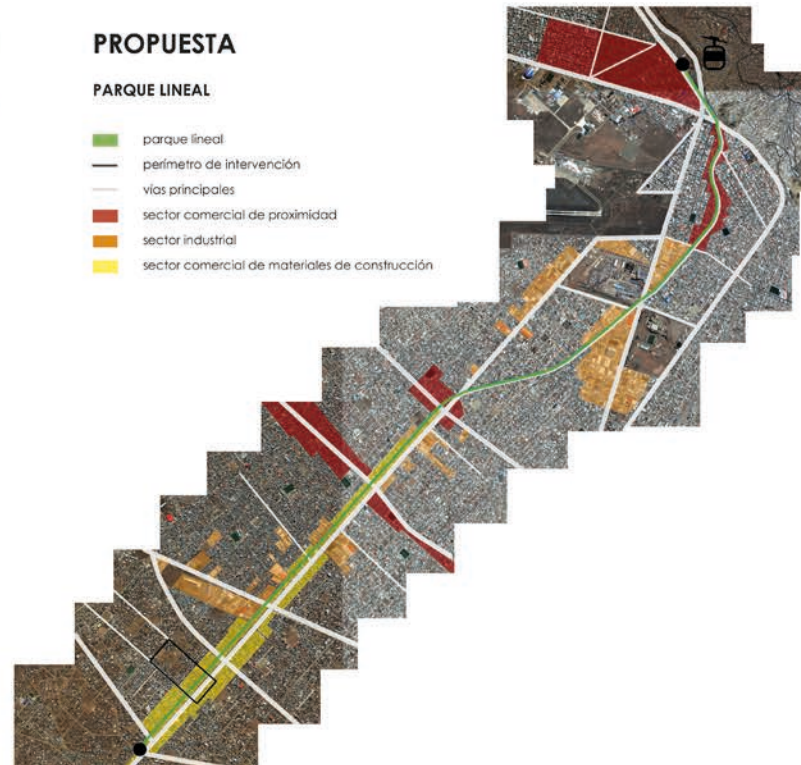 PROPUESTA
PARQUE LINEAL
parque lineal
perímetro de intervención
vías principales
sector comercial de proximidad
sector industrial
sector comercial de materiales de construcción